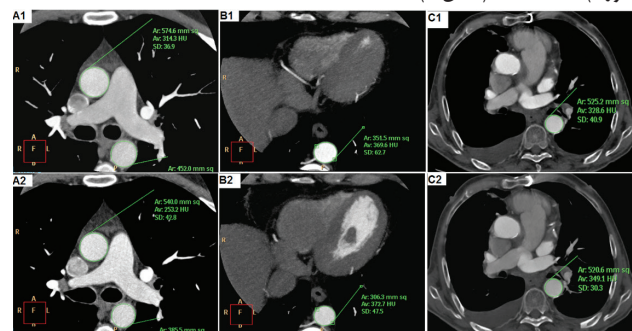 A1
Ar: 574.6 mm sq
Av: 314.3 HU
SD: 36.9
R
A
R F L
Ar: 452.0 mm sq
B1
R
Ar: 351.5 mm sq
Av: 369.6 HU
SD: 62.7
A
R F L
C1
Ar: 525.2 mm sq
Av: 328.6 HU
SD: 40.9
A2
Ar: 540.0 mm sq
Av: 253.2 HU
SD: 42.8
R
A
R F L
Ar: 385.5 mm sq
B2
R
Ar: 306.3 mm sq
Av: 372.7 HU
SD: 47.5
A
R F L
C2
Ar: 520.6 mm sq
Av: 349.1 HU
SD: 30.3